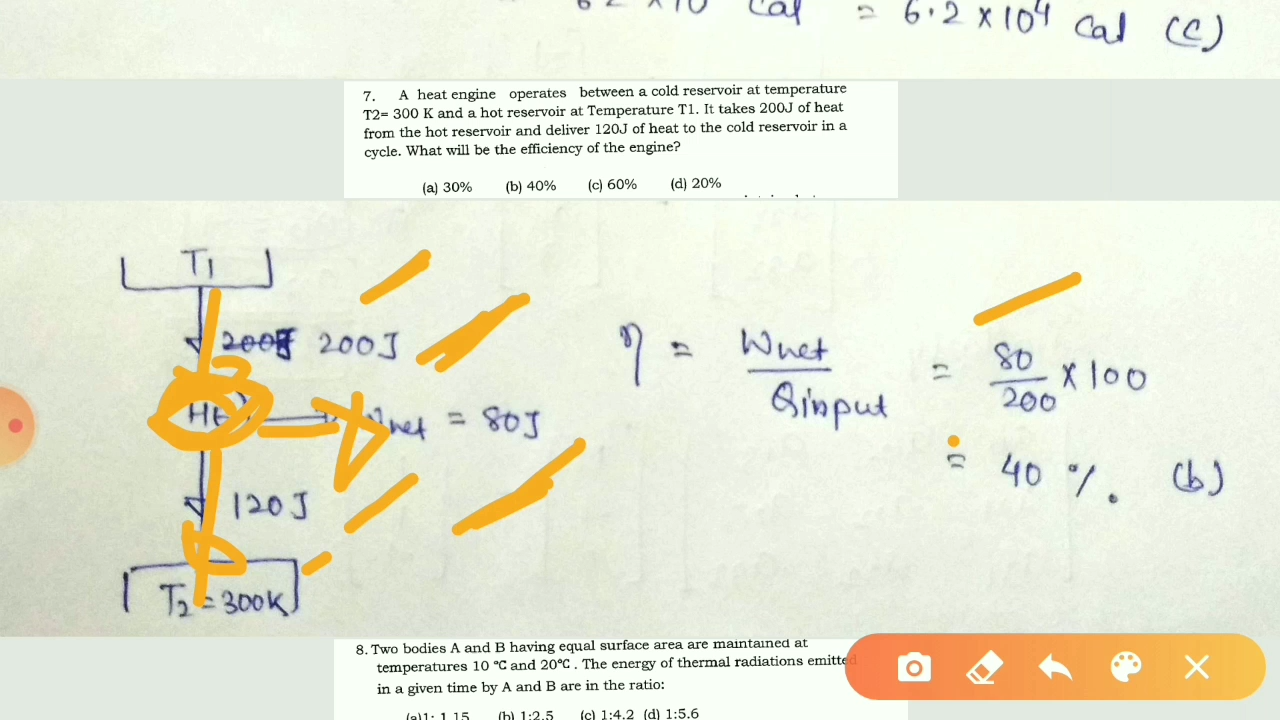 = 6.2 x 10⁴ Cal (C)
7. A heat engine operates between a cold reservoir at temperature
T2= 300 K and a hot reservoir at Temperature T1. It takes 200J of heat
from the hot reservoir and deliver 120J of heat to the cold reservoir in a
cycle. What will be the efficiency of the engine?
(a) 30% (b) 40% (c) 60% (d) 20%
T1
200J
HE
net = 80J
120J
T2 = 300K
η = Wnet / Qinput = 80 / 200 x 100
= 40 %. (b)
8. Two bodies A and B having equal surface area are maintained at
temperatures 10 °C and 20°C . The energy of thermal radiations emitted
in a given time by A and B are in the ratio:
(a)1: 1.15 (b) 1:2.5 (c) 1:4.2 (d) 1:5.6